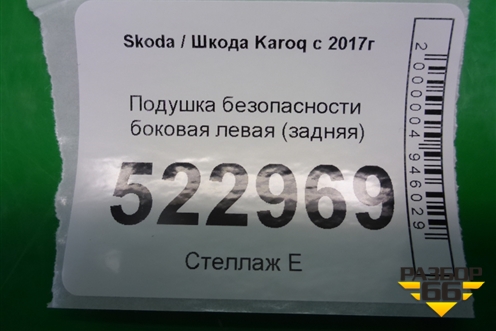 Skoda / Шкода Karoq с 2017г
Подушка безопасности
боковая левая (задняя)
522969
Стеллаж Е
2000004946029
РАЗБОР
66